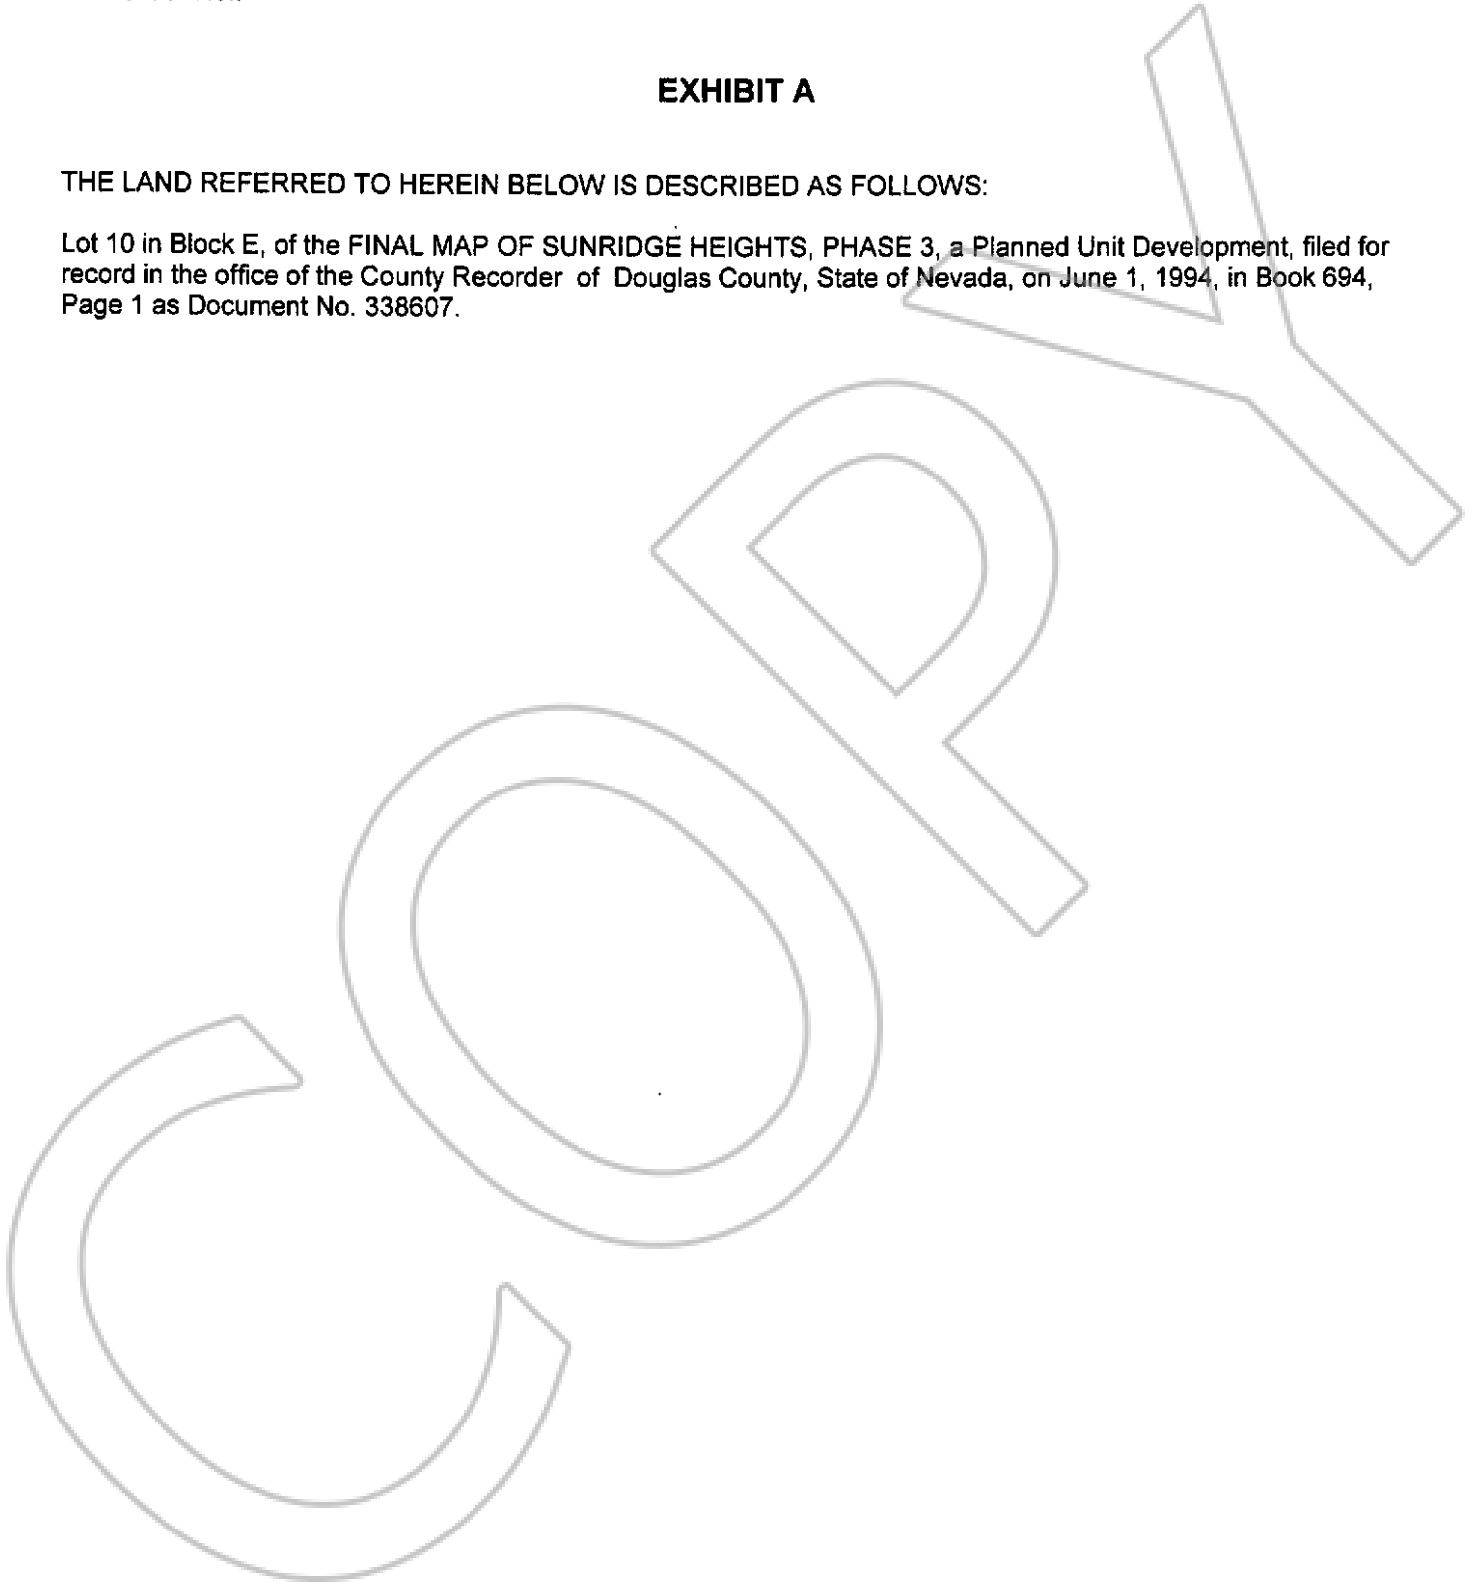 EXHIBIT A
THE LAND REFERRED TO HEREIN BELOW IS DESCRIBED AS FOLLOWS:
Lot 10 in Block E, of the FINAL MAP OF SUNRIDGE HEIGHTS, PHASE 3, a Planned Unit Development, filed for
record in the office of the County Recorder of Douglas County, State of Nevada, on June 1, 1994, in Book 694,
Page 1 as Document No. 338607.
COPY